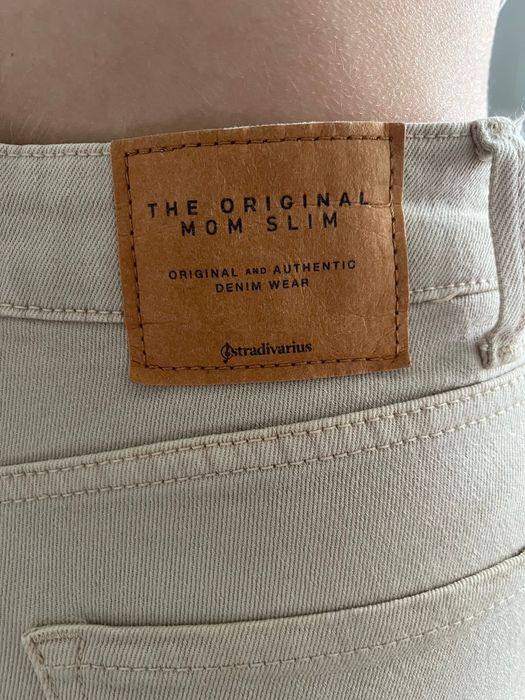 THE ORIGINAL
MOM SLIM
ORIGINAL AND AUTHENTIC
DENIM WEAR
stradivarius